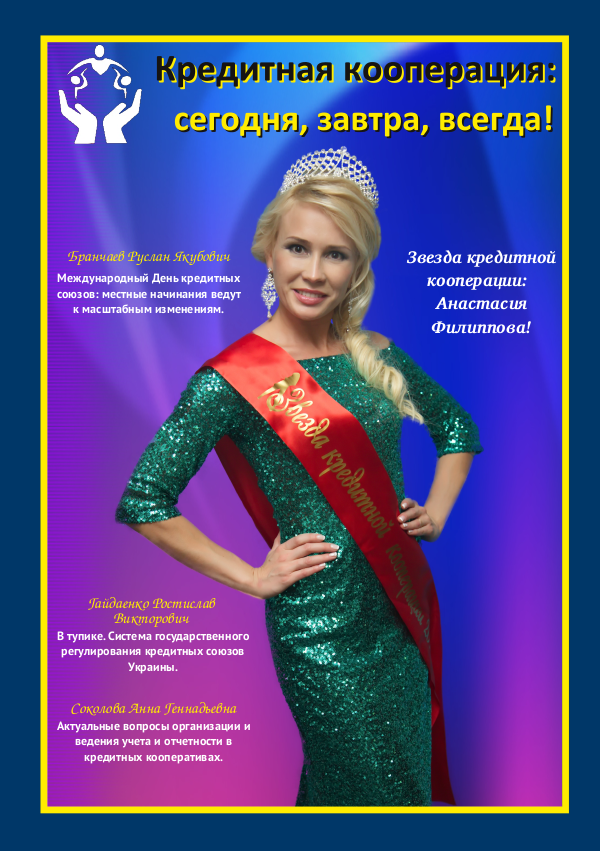 Кредитная кооперация:
сегодня, завтра, всегда!
Бранчаев Руслан Якубович
Международный День кредитных
союзов: местные начинания ведут
к масштабным изменениям.
Звезда кредитной
кооперации:
Анастасия
Филиппова!
Звезда кредитной
Гайдаенко Ростислав
Викторович
В тупике. Система государственного
регулирования кредитных союзов
Украины.
Соколова Анна Геннадьевна
Актуальные вопросы организации и
ведения учета и отчетности в
кредитных кооперативах.